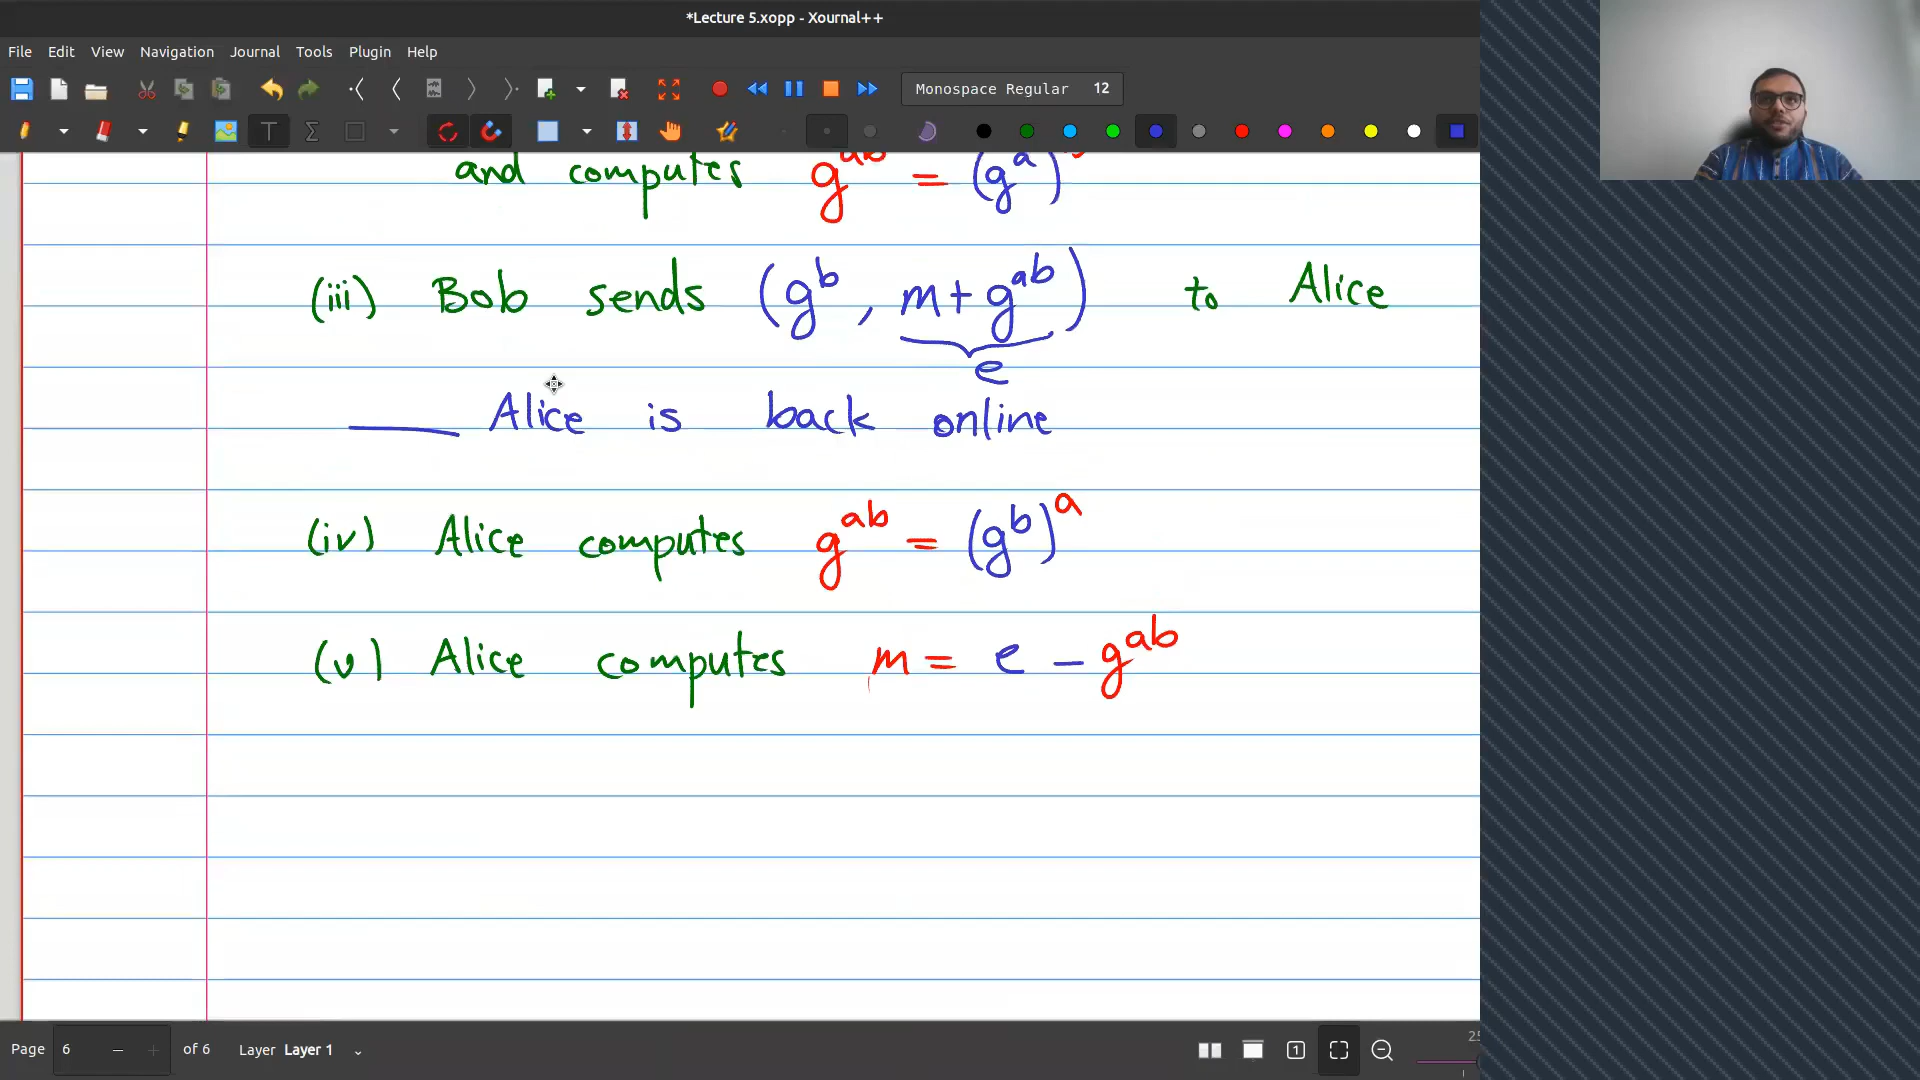 *Lecture 5.xopp - Xournal++
File Edit View Navigation Journal Tools Plugin Help
Monospace Regular 12
and computes g^ab = (g^a)
(iii) Bob sends (g^b, m + g^ab) to Alice
e
Alice is back online
(iv) Alice computes g^ab = (g^b)^a
(v) Alice computes m = e - g^ab
Page 6 of 6 Layer Layer 1